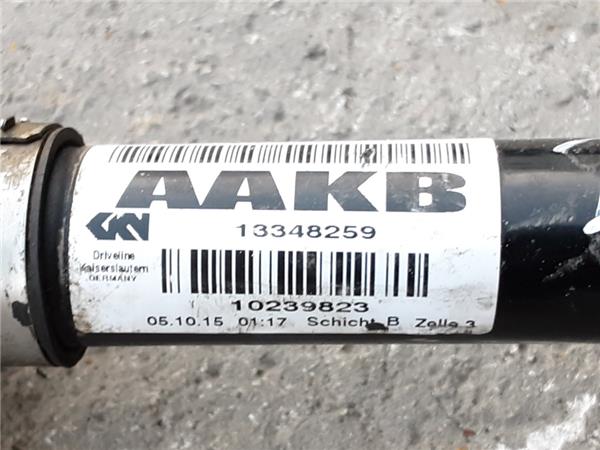 AAKB
13348259
GKN
Driveline
Kaiserslautern
GERMANY
10239823
05.10.15 01:17 Schicht B Zelle 3